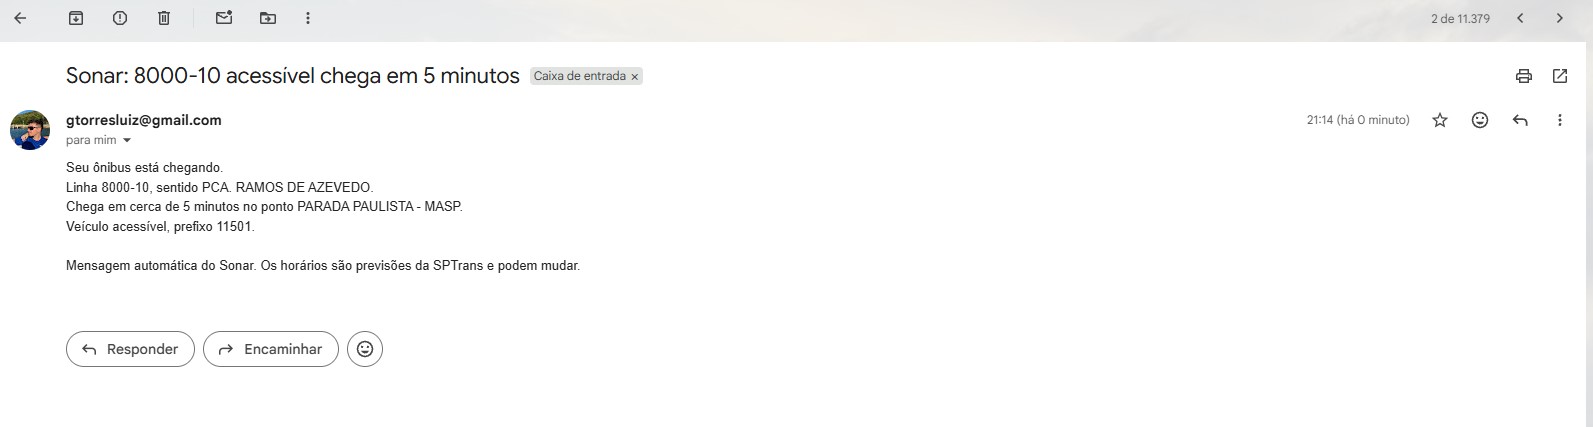 2 de 11.379
Sonar: 8000-10 acessível chega em 5 minutos
Caixa de entrada ×
gtorresluiz@gmail.com
21:14 (há 0 minuto)
para mim
Seu ônibus está chegando.
Linha 8000-10, sentido PCA. RAMOS DE AZEVEDO.
Chega em cerca de 5 minutos no ponto PARADA PAULISTA - MASP.
Veículo acessível, prefixo 11501.
Mensagem automática do Sonar. Os horários são previsões da SPTrans e podem mudar.
Responder
Encaminhar